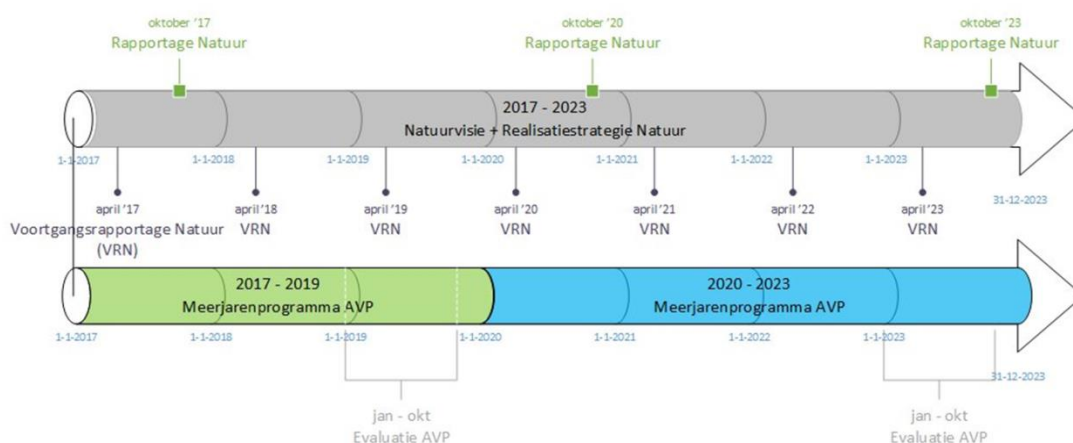 oktober '17
Rapportage Natuur
oktober '20
Rapportage Natuur
oktober '23
Rapportage Natuur
2017 - 2023
Natuurvisie + Realisatiestrategie Natuur
1-1-2017
1-1-2018
1-1-2019
1-1-2020
1-1-2021
1-1-2022
1-1-2023
31-12-2023
april '17
Voortgangsrapportage Natuur
(VRN)
april '18
VRN
april '19
VRN
april '20
VRN
april '21
VRN
april '22
VRN
april '23
VRN
2017 - 2019
Meerjarenprogramma AVP
2020 - 2023
Meerjarenprogramma AVP
1-1-2017
1-1-2018
1-1-2019
1-1-2020
1-1-2021
1-1-2022
1-1-2023
31-12-2023
jan - okt
Evaluatie AVP
jan - okt
Evaluatie AVP